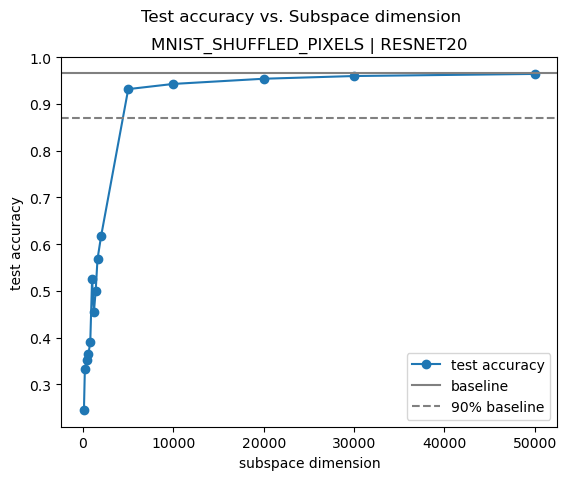 Test accuracy vs. Subspace dimension
MNIST_SHUFFLED_PIXELS | RESNET20
1.0
0.9
0.8
0.7
0.6
0.5
0.4
0.3
test accuracy
test accuracy
baseline
90% baseline
0 10000 20000 30000 40000 50000
subspace dimension